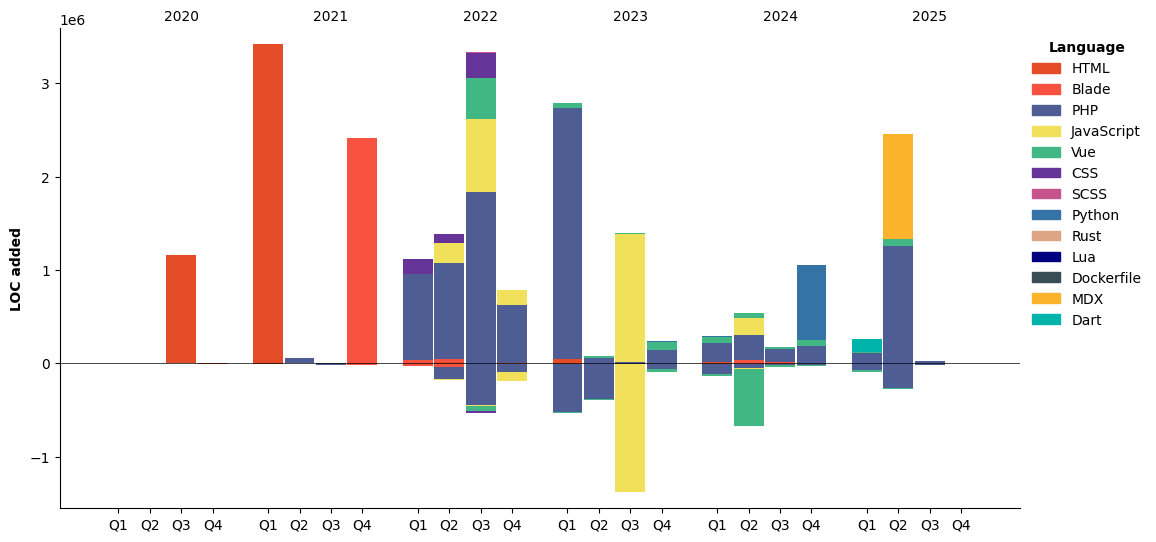 2020 2021 2022 2023 2024 2025
1e6
3
2
1
0
−1
LOC added
Q1 Q2 Q3 Q4 Q1 Q2 Q3 Q4 Q1 Q2 Q3 Q4 Q1 Q2 Q3 Q4 Q1 Q2 Q3 Q4 Q1 Q2 Q3 Q4
Language
HTML
Blade
PHP
JavaScript
Vue
CSS
SCSS
Python
Rust
Lua
Dockerfile
MDX
Dart